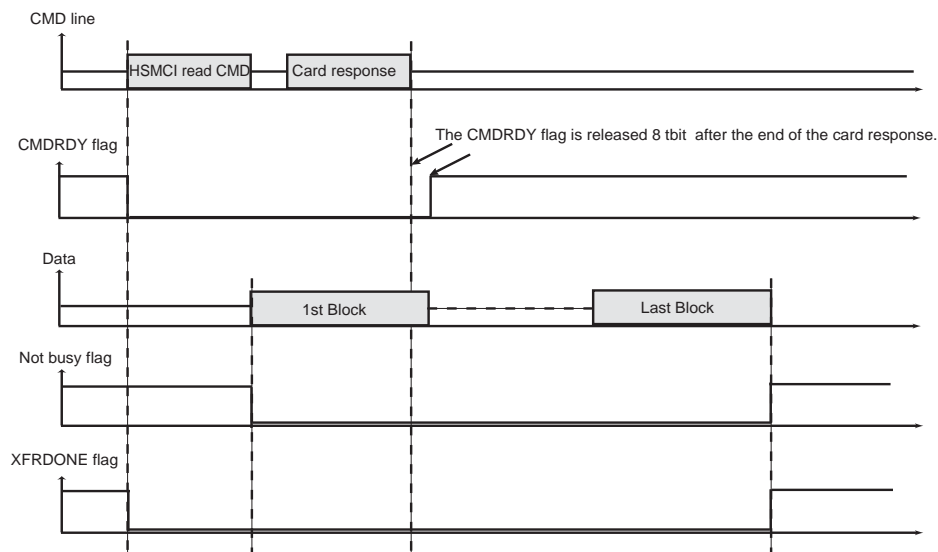 CMD line
HSMCI read CMD
Card response
The CMDRDY flag is released 8 tbit after the end of the card response.
CMDRDY flag
Data
1st Block
Last Block
Not busy flag
XFRDONE flag